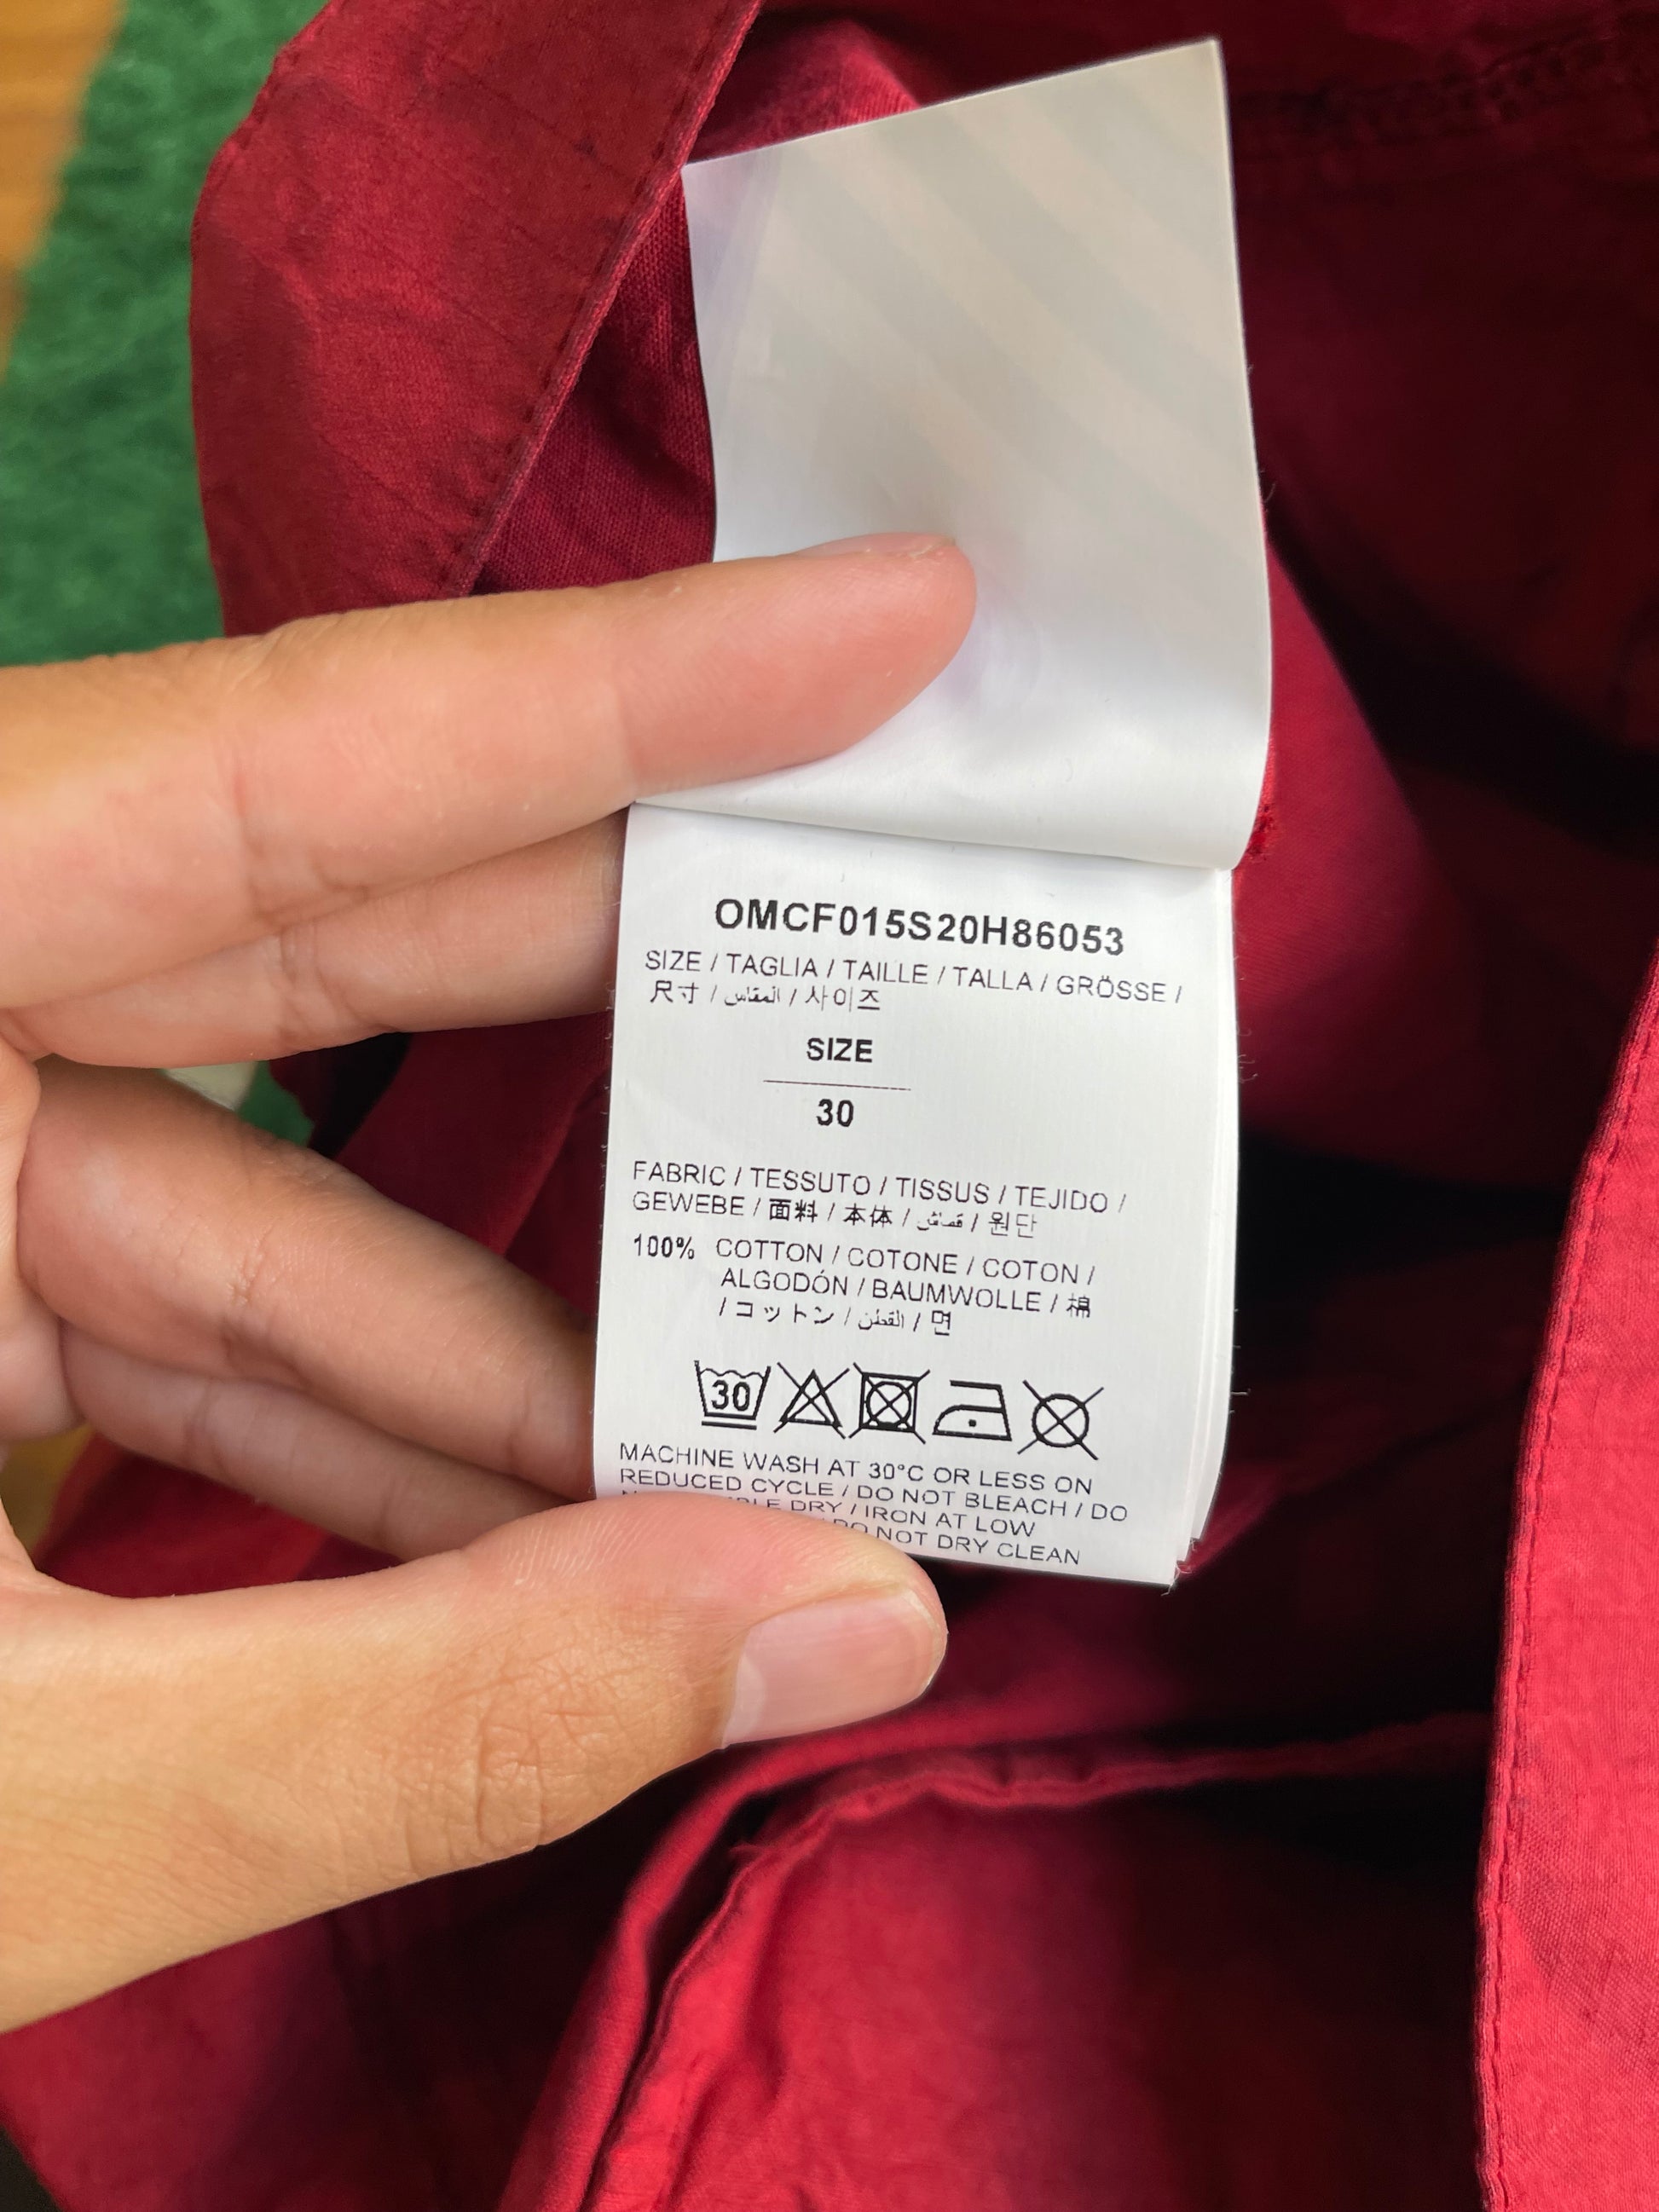 OMCF015S20H86053
SIZE / TAGLIA / TAILLE / TALLA / GRÖSSE /
尺寸 / المقاس / 사이즈
SIZE
30
FABRIC / TESSUTO / TISSUS / TEJIDO /
GEWEBE / 面料 / 本体 / قماش / 원단
100% COTTON / COTONE / COTON /
ALGODÓN / BAUMWOLLE / 棉
/ コットン / القطن / 면
30
MACHINE WASH AT 30°C OR LESS ON
REDUCED CYCLE / DO NOT BLEACH / DO
DRY / IRON AT LOW
DO NOT DRY CLEAN